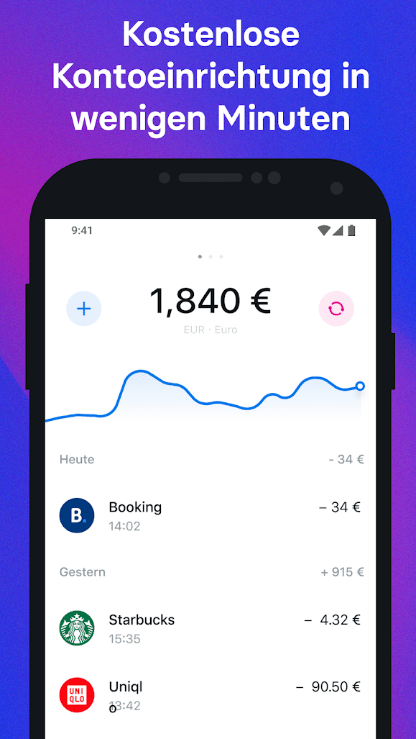 Kostenlose
Kontoeinrichtung in
wenigen Minuten
9:41
1,840 €
EUR · Euro
Heute - 34 €
B. Booking – 34 €
14:02
Gestern + 915 €
Starbucks – 4.32 €
15:35
UNI
QLO
Uniql – 90.50 €
o
13:42